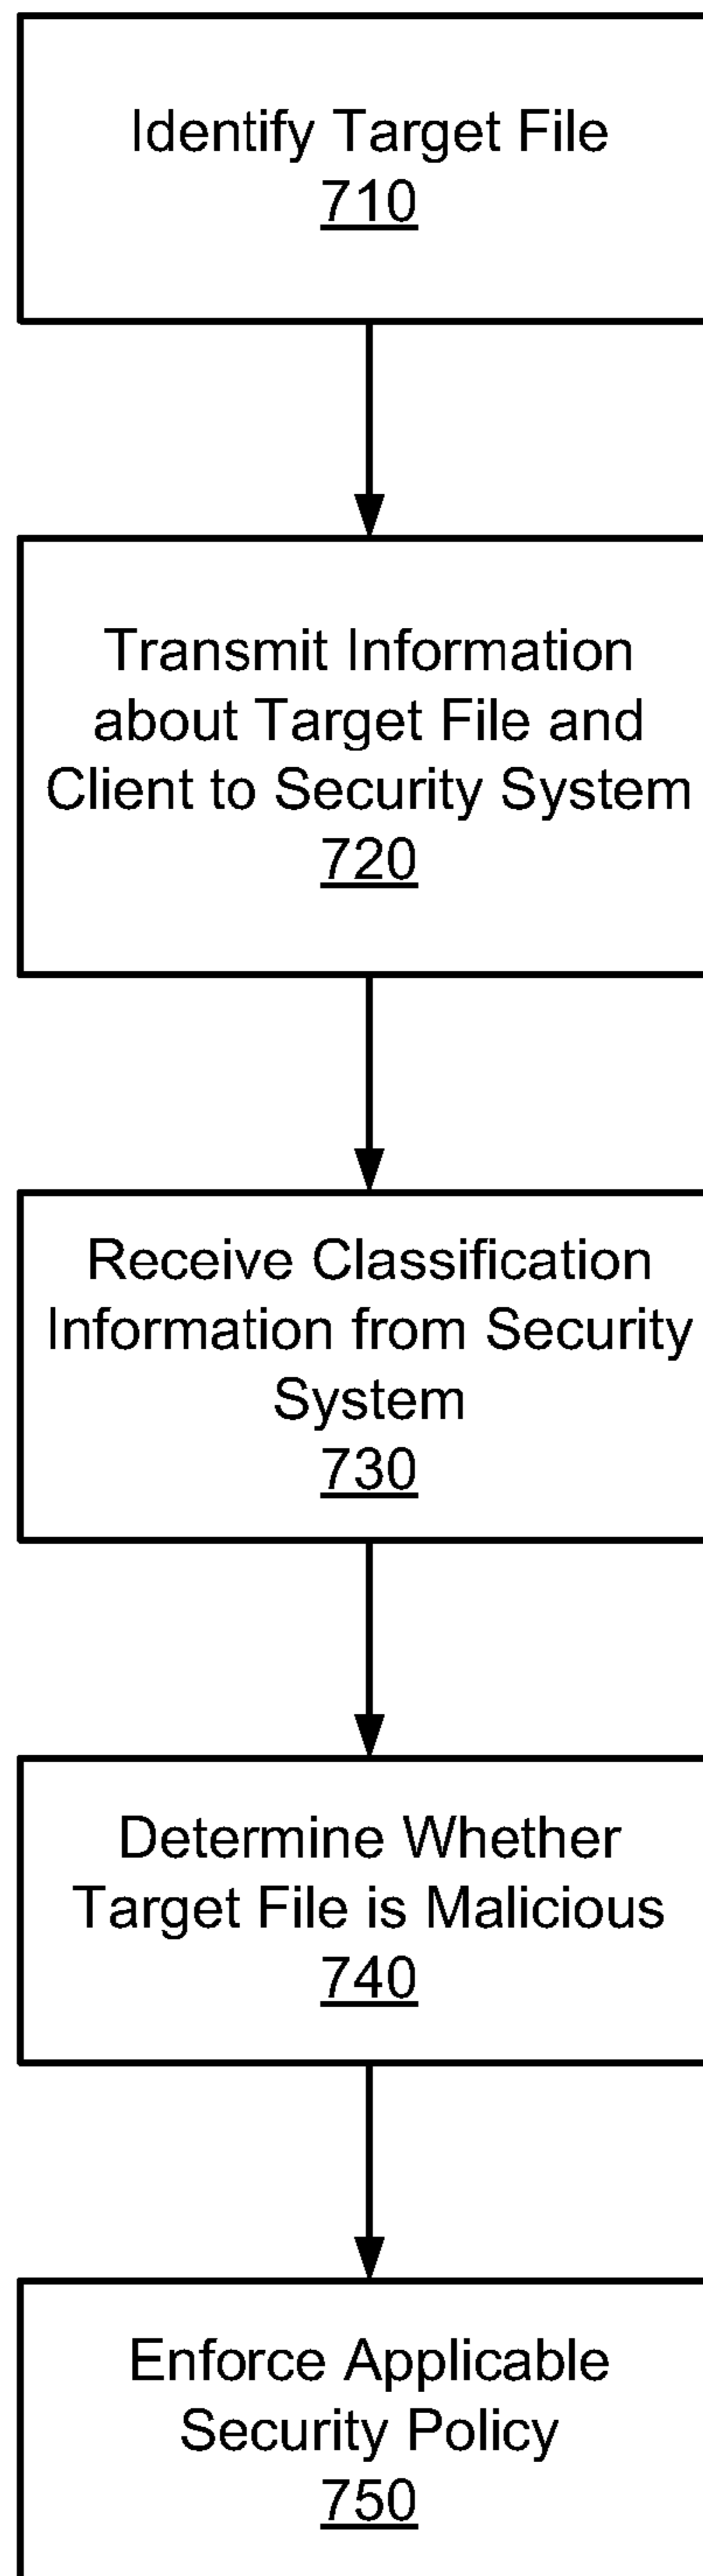 Identify Target File
710
Transmit Information
about Target File and
Client to Security System
720
Receive Classification
Information from Security
System
730
Determine Whether
Target File is Malicious
740
Enforce Applicable
Security Policy
750